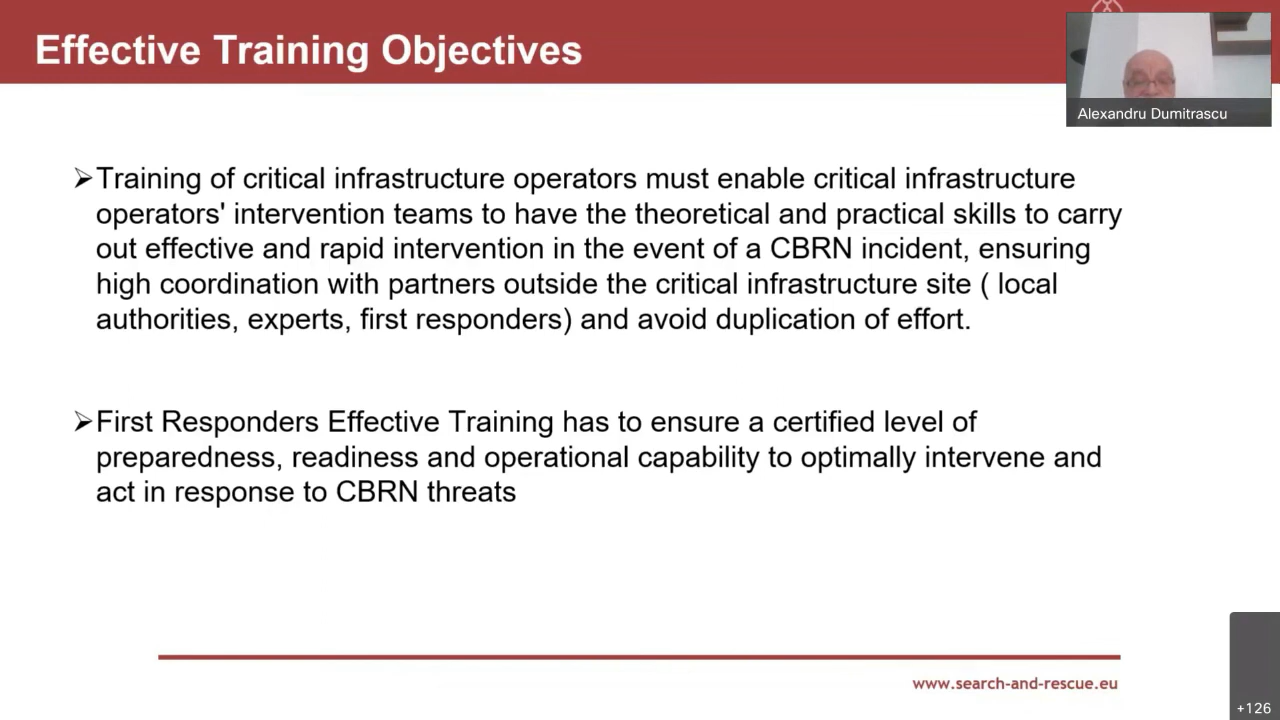 Effective Training Objectives
Alexandru Dumitrascu
➢Training of critical infrastructure operators must enable critical infrastructure
operators' intervention teams to have the theoretical and practical skills to carry
out effective and rapid intervention in the event of a CBRN incident, ensuring
high coordination with partners outside the critical infrastructure site ( local
authorities, experts, first responders) and avoid duplication of effort.
➢First Responders Effective Training has to ensure a certified level of
preparedness, readiness and operational capability to optimally intervene and
act in response to CBRN threats
www.search-and-rescue.eu
+126